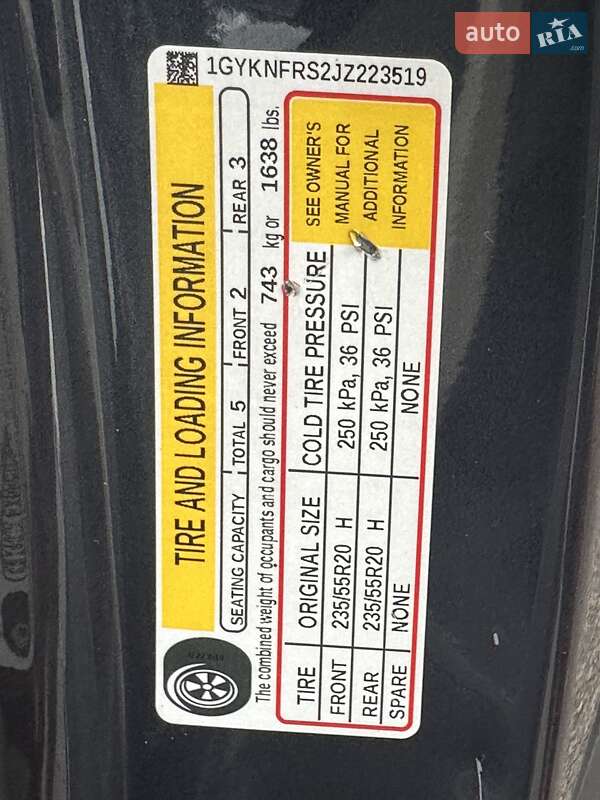 auto RIA .com
1GYKNFRS2JZ223519
TIRE AND LOADING INFORMATION
SEATING CAPACITY TOTAL 5 FRONT 2 REAR 3
The combined weight of occupants and cargo should never exceed 743 kg or 1638 lbs.
TIRE ORIGINAL SIZE COLD TIRE PRESSURE
FRONT 235/55R20 H 250 kPa, 36 PSI
REAR 235/55R20 H 250 kPa, 36 PSI
SPARE NONE NONE
SEE OWNER'S
MANUAL FOR
ADDITIONAL
INFORMATION